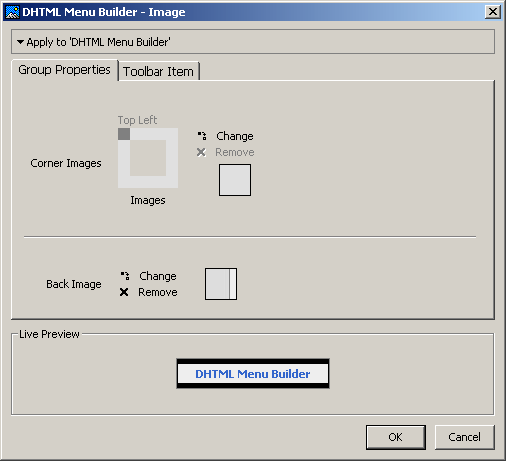 DHTML Menu Builder - Image
Apply to 'DHTML Menu Builder'
Group Properties
Toolbar Item
Top Left
Change
Remove
Corner Images
Images
Back Image
Change
Remove
Live Preview
DHTML Menu Builder
OK
Cancel